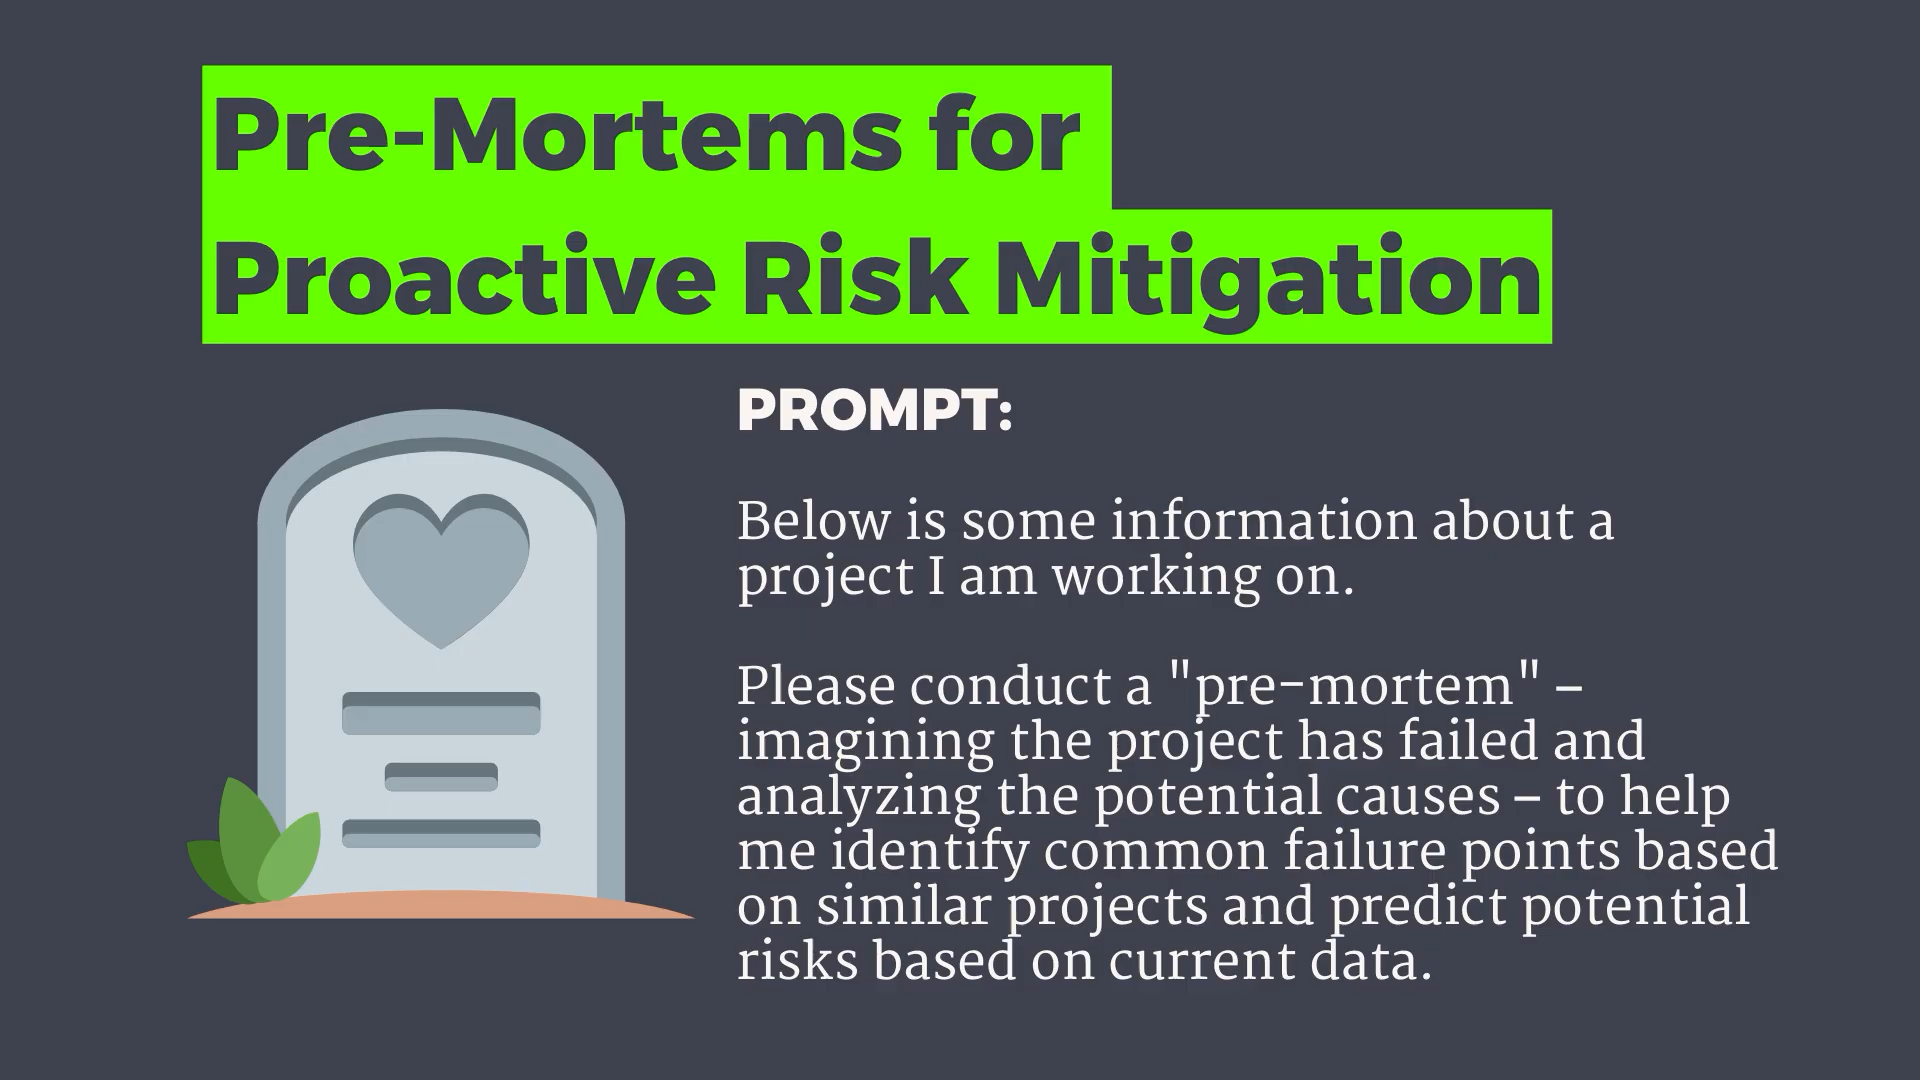 Pre-Mortems for
Proactive Risk Mitigation
PROMPT:
Below is some information about a
project I am working on.
Please conduct a "pre-mortem" –
imagining the project has failed and
analyzing the potential causes – to help
me identify common failure points based
on similar projects and predict potential
risks based on current data.